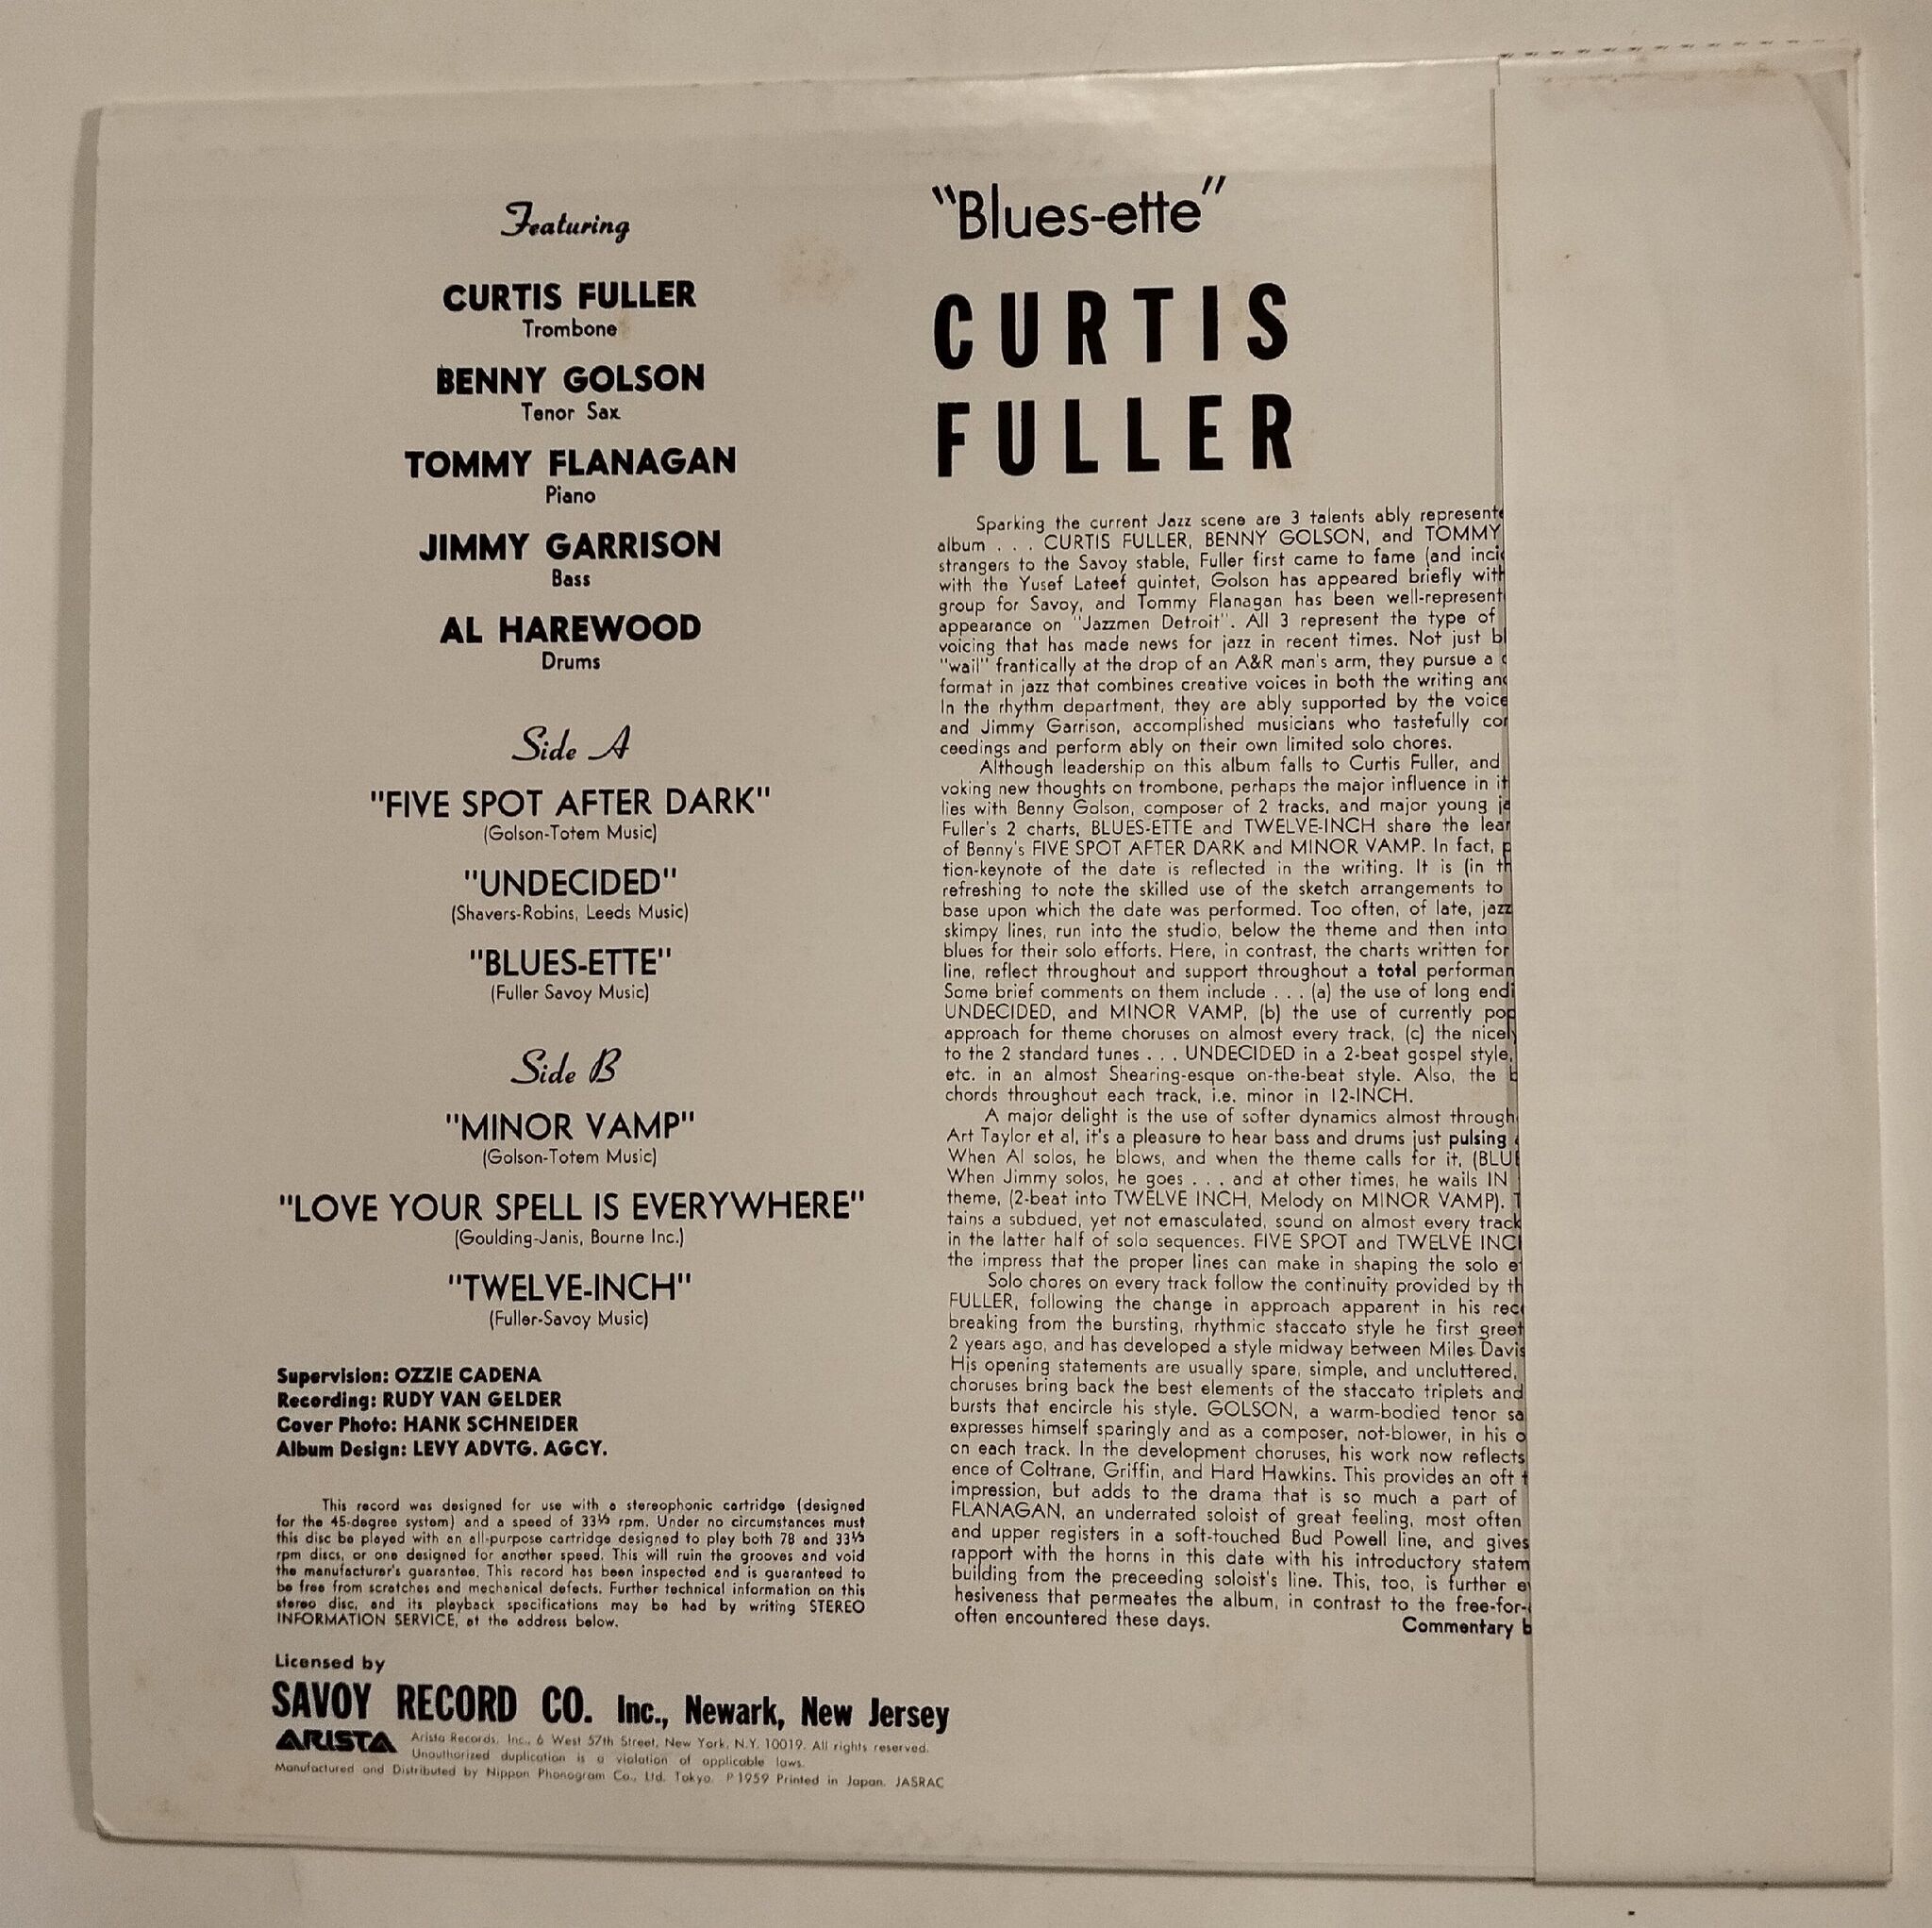 Featuring
CURTIS FULLER
Trombone
BENNY GOLSON
Tenor Sax
TOMMY FLANAGAN
Piano
JIMMY GARRISON
Bass
AL HAREWOOD
Drums
Side A
"FIVE SPOT AFTER DARK"
(Golson-Totem Music)
"UNDECIDED"
(Shavers-Robins, Leeds Music)
"BLUES-ETTE"
(Fuller Savoy Music)
Side B
"MINOR VAMP"
(Golson-Totem Music)
"LOVE YOUR SPELL IS EVERYWHERE"
(Goulding-Janis, Bourne Inc.)
"TWELVE-INCH"
(Fuller-Savoy Music)
Supervision: OZZIE CADENA
Recording: RUDY VAN GELDER
Cover Photo: HANK SCHNEIDER
Album Design: LEVY ADVTG. AGCY.
This record was designed for use with a stereophonic cartridge (designed
for the 45-degree system) and a speed of 33⅓ rpm. Under no circumstances must
this disc be played with an all-purpose cartridge designed to play both 78 and 33⅓
rpm discs, or one designed for another speed. This will ruin the grooves and void
the manufacturer's guarantee. This record has been inspected and is guaranteed to
be free from scratches and mechanical defects. Further technical information on this
stereo disc, and its playback specifications may be had by writing STEREO
INFORMATION SERVICE, at the address below.
Licensed by
SAVOY RECORD CO. Inc., Newark, New Jersey
ARISTA Arista Records, Inc., 6 West 57th Street, New York, N.Y. 10019. All rights reserved.
Unauthorized duplication is a violation of applicable laws.
Manufactured and Distributed by Nippon Phonogram Co., Ltd. Tokyo. ℗1959 Printed in Japan. JASRAC
"Blues-ette"
CURTIS
FULLER
Sparking the current Jazz scene are 3 talents ably
album . . . CURTIS FULLER, BENNY GOLSON, and TOMMY
strangers to the Savoy stable, Fuller first came to fame (and
with the Yusef Lateef quintet, Golson has appeared briefly with
group for Savoy, and Tommy Flanagan has been well-represent
appearance on "Jazzmen Detroit". All 3 represent the type of
voicing that has made news for jazz in recent times. Not just
"wail" frantically at the drop of an A&R man's arm, they pursue a
format in jazz that combines creative voices in both the writing and
In the rhythm department, they are ably supported by the voice
and Jimmy Garrison, accomplished musicians who tastefully
ceedings and perform ably on their own limited solo chores.
Although leadership on this album falls to Curtis Fuller, and
voking new thoughts on trombone, perhaps the major influence in
lies with Benny Golson, composer of 2 tracks, and major young
Fuller's 2 charts, BLUES-ETTE and TWELVE-INCH share the
of Benny's FIVE SPOT AFTER DARK and MINOR VAMP. In fact,
tion-keynote of the date is reflected in the writing. It is (in
refreshing to note the skilled use of the sketch arrangements to
base upon which the date was performed. Too often, of late, jazz
skimpy lines, run into the studio, below the theme and then into
blues for their solo efforts. Here, in contrast, the charts written for
line, reflect throughout and support throughout a total performan
Some brief comments on them include . . . (a) the use of long
UNDECIDED, and MINOR VAMP, (b) the use of currently pop
approach for theme choruses on almost every track, (c) the nicely
to the 2 standard tunes . . . UNDECIDED in a 2-beat gospel style,
etc. in an almost Shearing-esque on-the-beat style. Also, the
chords throughout each track, i.e. minor in 12-INCH.
A major delight is the use of softer dynamics almost through
Art Taylor et al, it's a pleasure to hear bass and drums just pulsing
When Al solos, he blows, and when the theme calls for it, (BLU
When Jimmy solos, he goes . . . and at other times, he wails IN
theme, (2-beat into TWELVE INCH, Melody on MINOR VAMP).
tains a subdued, yet not emasculated, sound on almost every track
in the latter half of solo sequences. FIVE SPOT and TWELVE INC
the impress that the proper lines can make in shaping the solo
Solo chores on every track follow the continuity provided by
FULLER, following the change in approach apparent in his rec
breaking from the bursting, rhythmic staccato style he first greet
2 years ago, and has developed a style midway between Miles Davis
His opening statements are usually spare, simple, and uncluttered,
choruses bring back the best elements of the staccato triplets and
bursts that encircle his style. GOLSON, a warm-bodied tenor sa
expresses himself sparingly and as a composer, not-blower, in his
on each track. In the development choruses, his work now reflects
ence of Coltrane, Griffin, and Hard Hawkins. This provides an oft
impression, but adds to the drama that is so much a part of
FLANAGAN, an underrated soloist of great feeling, most often
and upper registers in a soft-touched Bud Powell line, and gives
rapport with the horns in this date with his introductory statem
building from the preceeding soloist's line. This, too, is further
hesiveness that permeates the album, in contrast to the free-for-
often encountered these days.
Commentary b